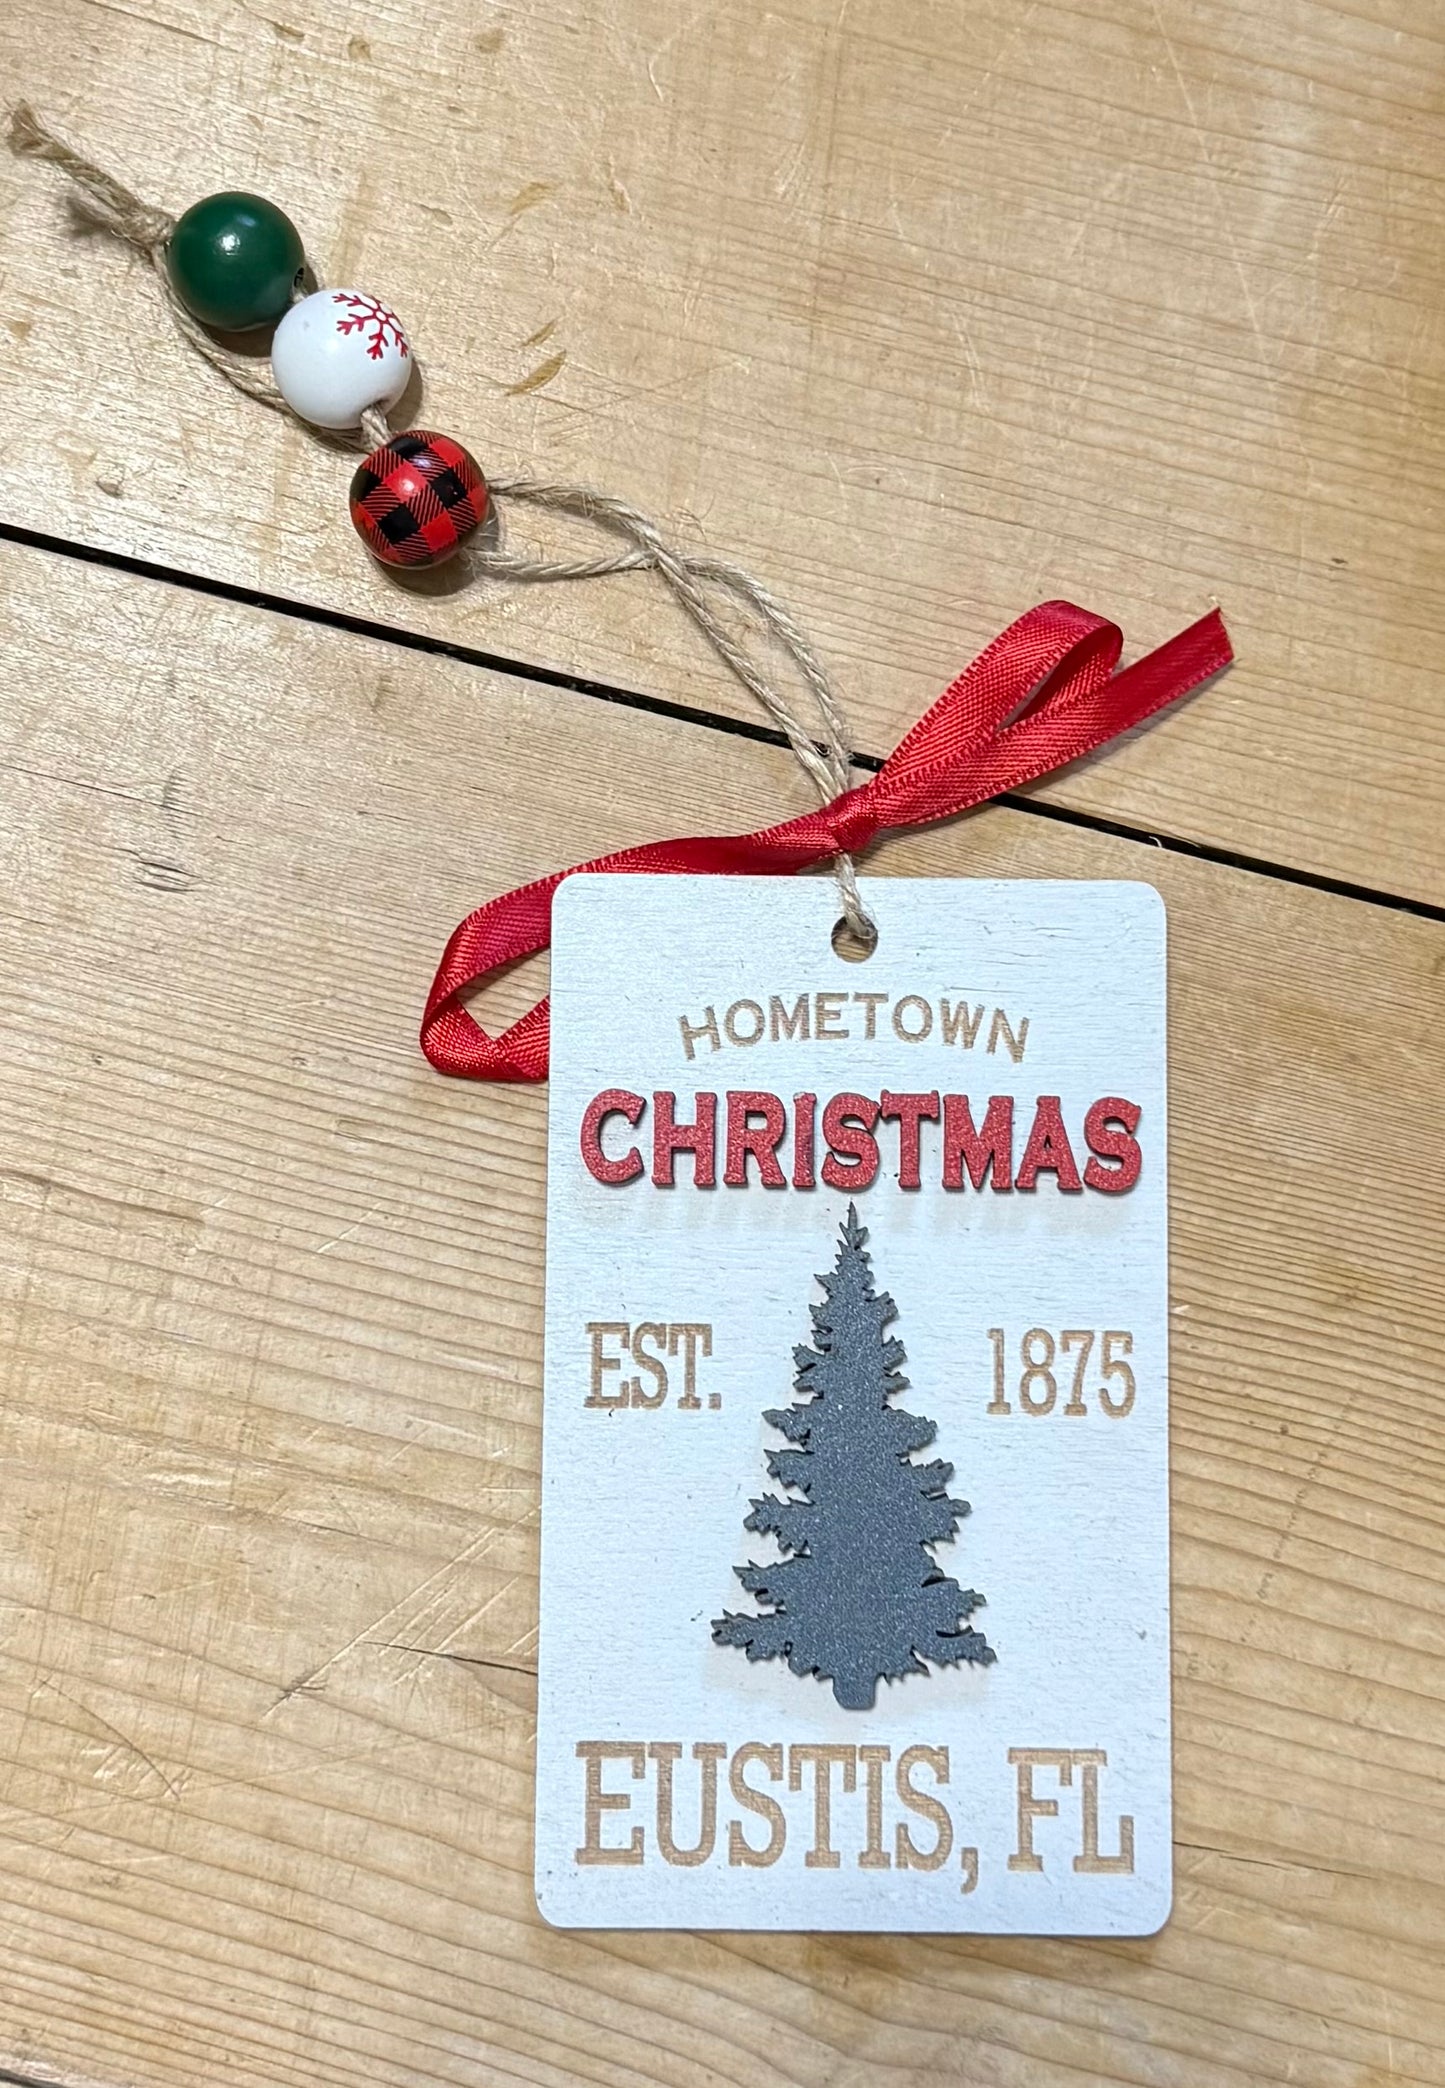 HOMETOWN
CHRISTMAS
EST. 1875
EUSTIS, FL